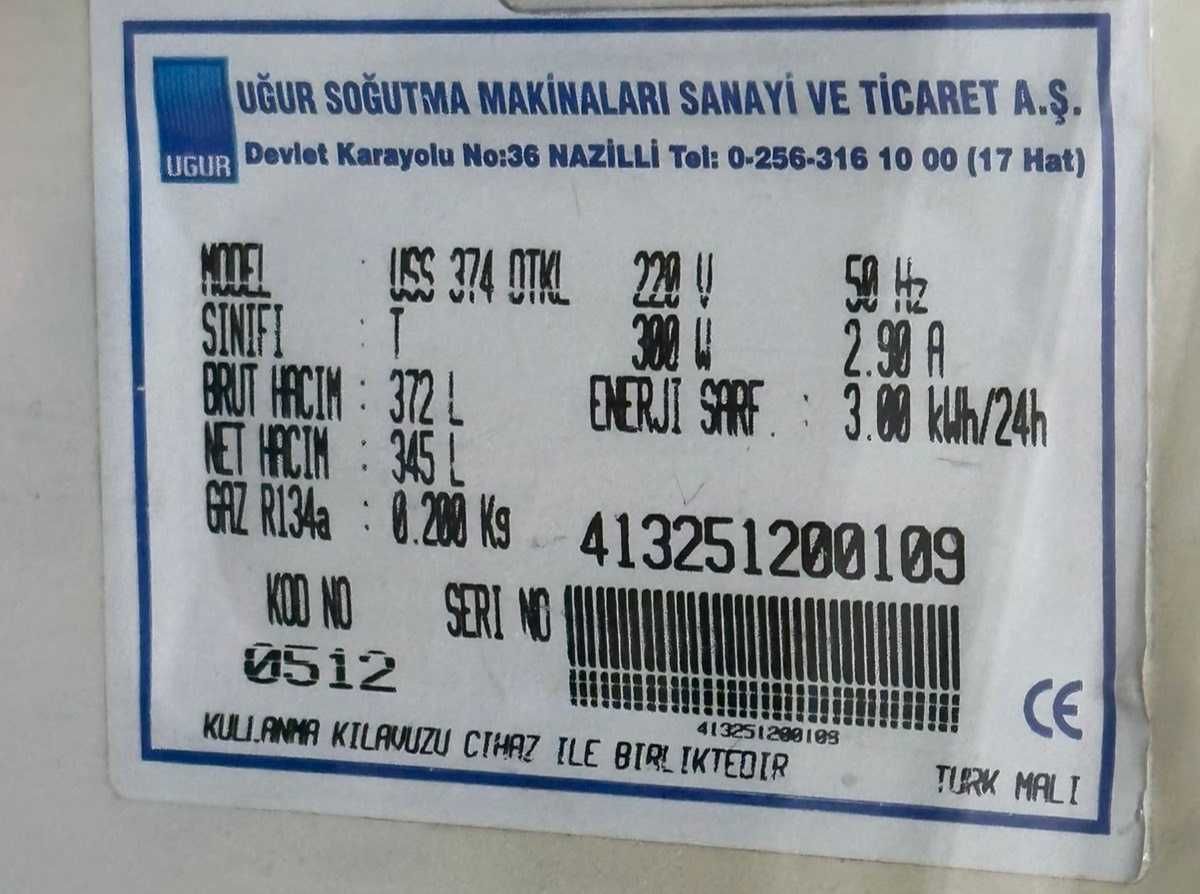 UĞUR SOĞUTMA MAKİNALARI SANAYİ VE TİCARET A.Ş.
UGUR Devlet Karayolu No:36 NAZİLLİ Tel: 0-256-316 10 00 (17 Hat)
MODEL : USS 374 DTKL 220 V 50 Hz
SINIFI : T 300 W 2.90 A
BRUT HACIM : 372 L ENERJI SARF. : 3.00 kWh/24h
NET HACIM : 345 L
GAZ R134a : 0.200 Kg
413251200109
KOD NO SERI NO
0512
413251200109
CE
KULLANMA KILAVUZU CIHAZ ILE BIRLIKTEDIR
TURK MALI